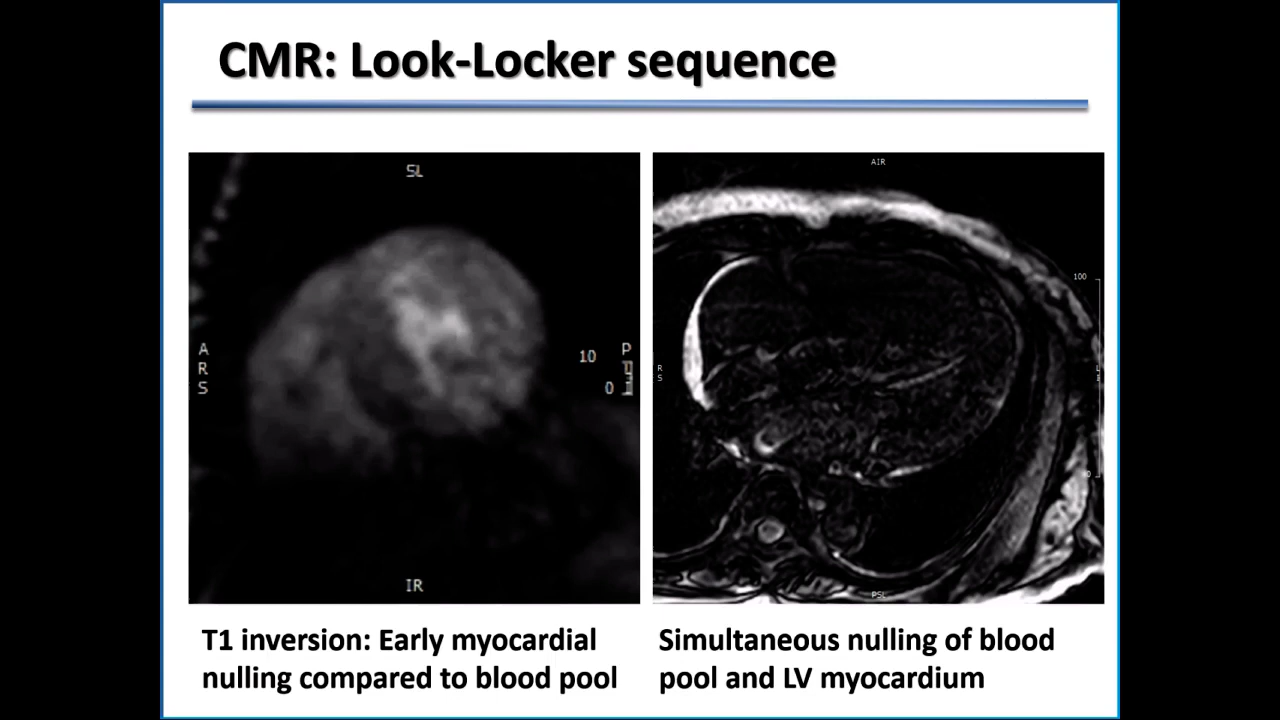 CMR: Look-Locker sequence
SL
A
R
S
10
P
0
IR
AIR
100
R
S
L
PSL
T1 inversion: Early myocardial
nulling compared to blood pool
Simultaneous nulling of blood
pool and LV myocardium